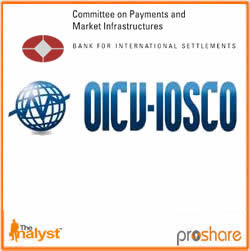 Committee on Payments and
Market Infrastructures
BANK FOR INTERNATIONAL SETTLEMENTS
OICV-IOSCO
The
Analyst
proshare